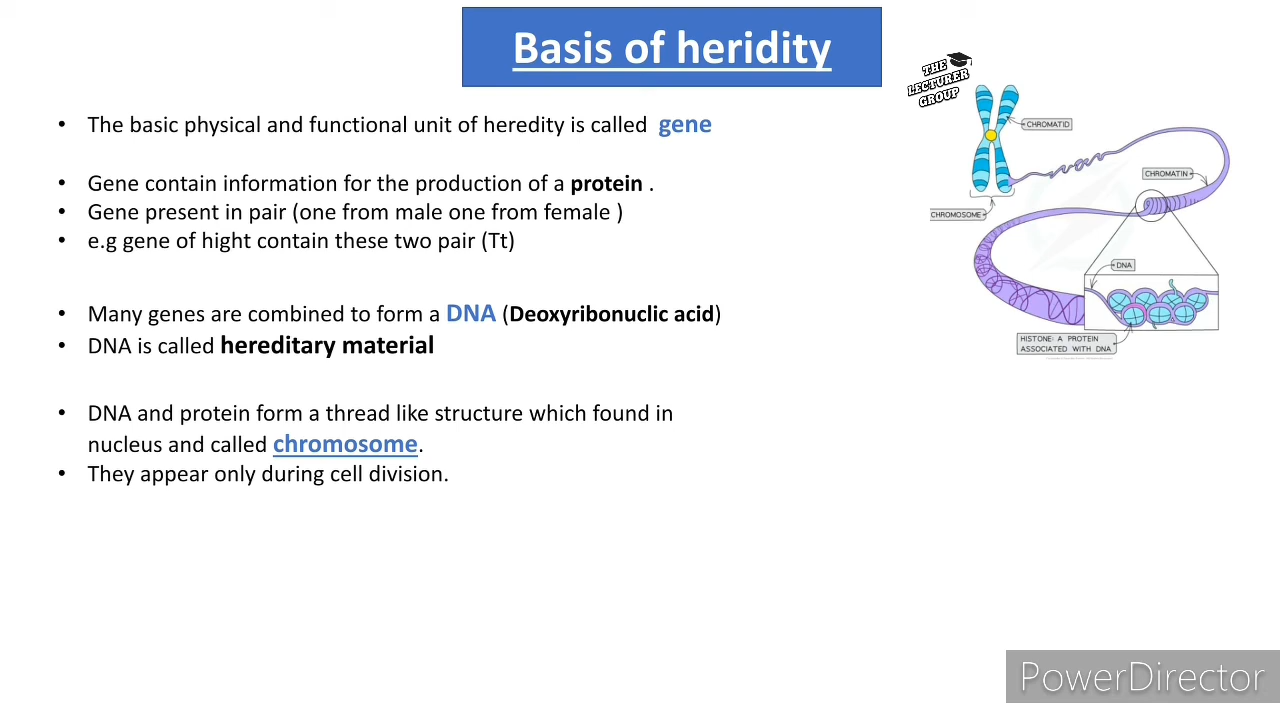 Basis of heridity
THE
LECTURER
GROUP
• The basic physical and functional unit of heredity is called gene
• Gene contain information for the production of a protein .
• Gene present in pair (one from male one from female )
• e.g gene of hight contain these two pair (Tt)
• Many genes are combined to form a DNA (Deoxyribonuclic acid)
• DNA is called hereditary material
• DNA and protein form a thread like structure which found in
nucleus and called chromosome.
• They appear only during cell division.
CHROMATID
CHROMATIN
CHROMOSOME
DNA
HISTONE: A PROTEIN
ASSOCIATED WITH DNA
PowerDirector